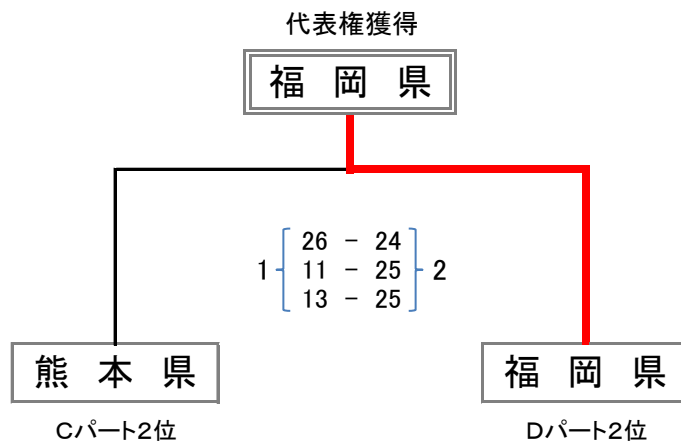 代表権獲得
福 岡 県
26 - 24
1 11 - 25 2
13 - 25
熊 本 県 福 岡 県
Cパート2位 Dパート2位